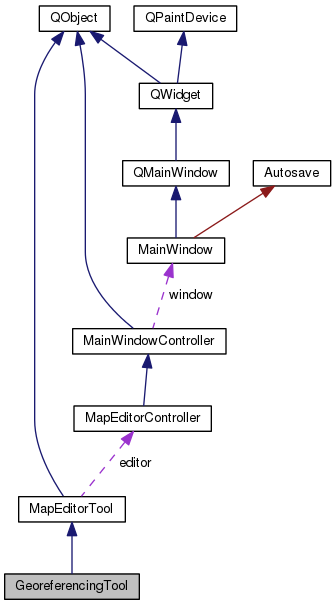 QObject
QPaintDevice
QWidget
QMainWindow
Autosave
MainWindow
window
MainWindowController
MapEditorController
editor
MapEditorTool
GeoreferencingTool